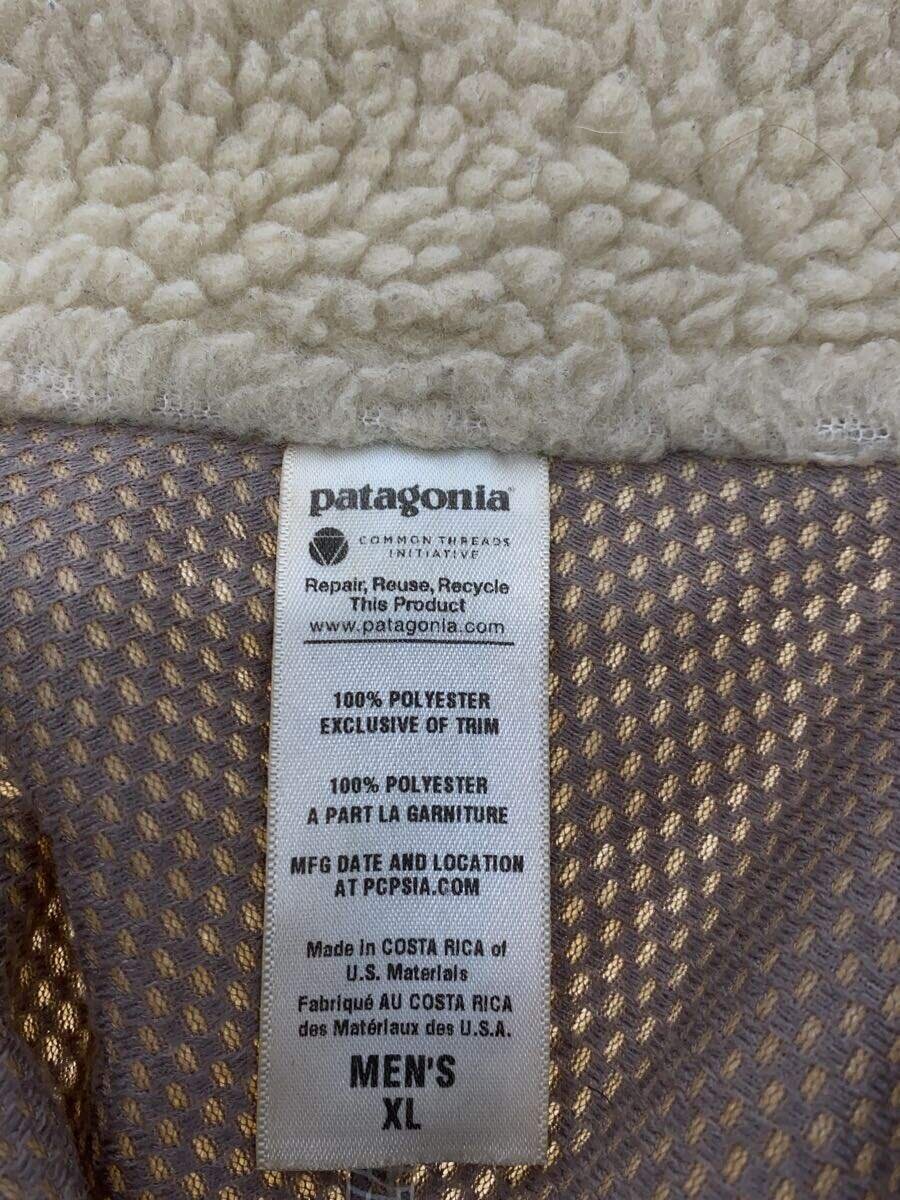 patagonia
COMMON THREADS
INITIATIVE
Repair, Reuse, Recycle
This Product
www.patagonia.com
100% POLYESTER
EXCLUSIVE OF TRIM
100% POLYESTER
A PART LA GARNITURE
MFG DATE AND LOCATION
AT PCPSIA.COM
Made in COSTA RICA of
U.S. Materials
Fabriqué AU COSTA RICA
des Matériaux des U.S.A.
MEN'S
XL